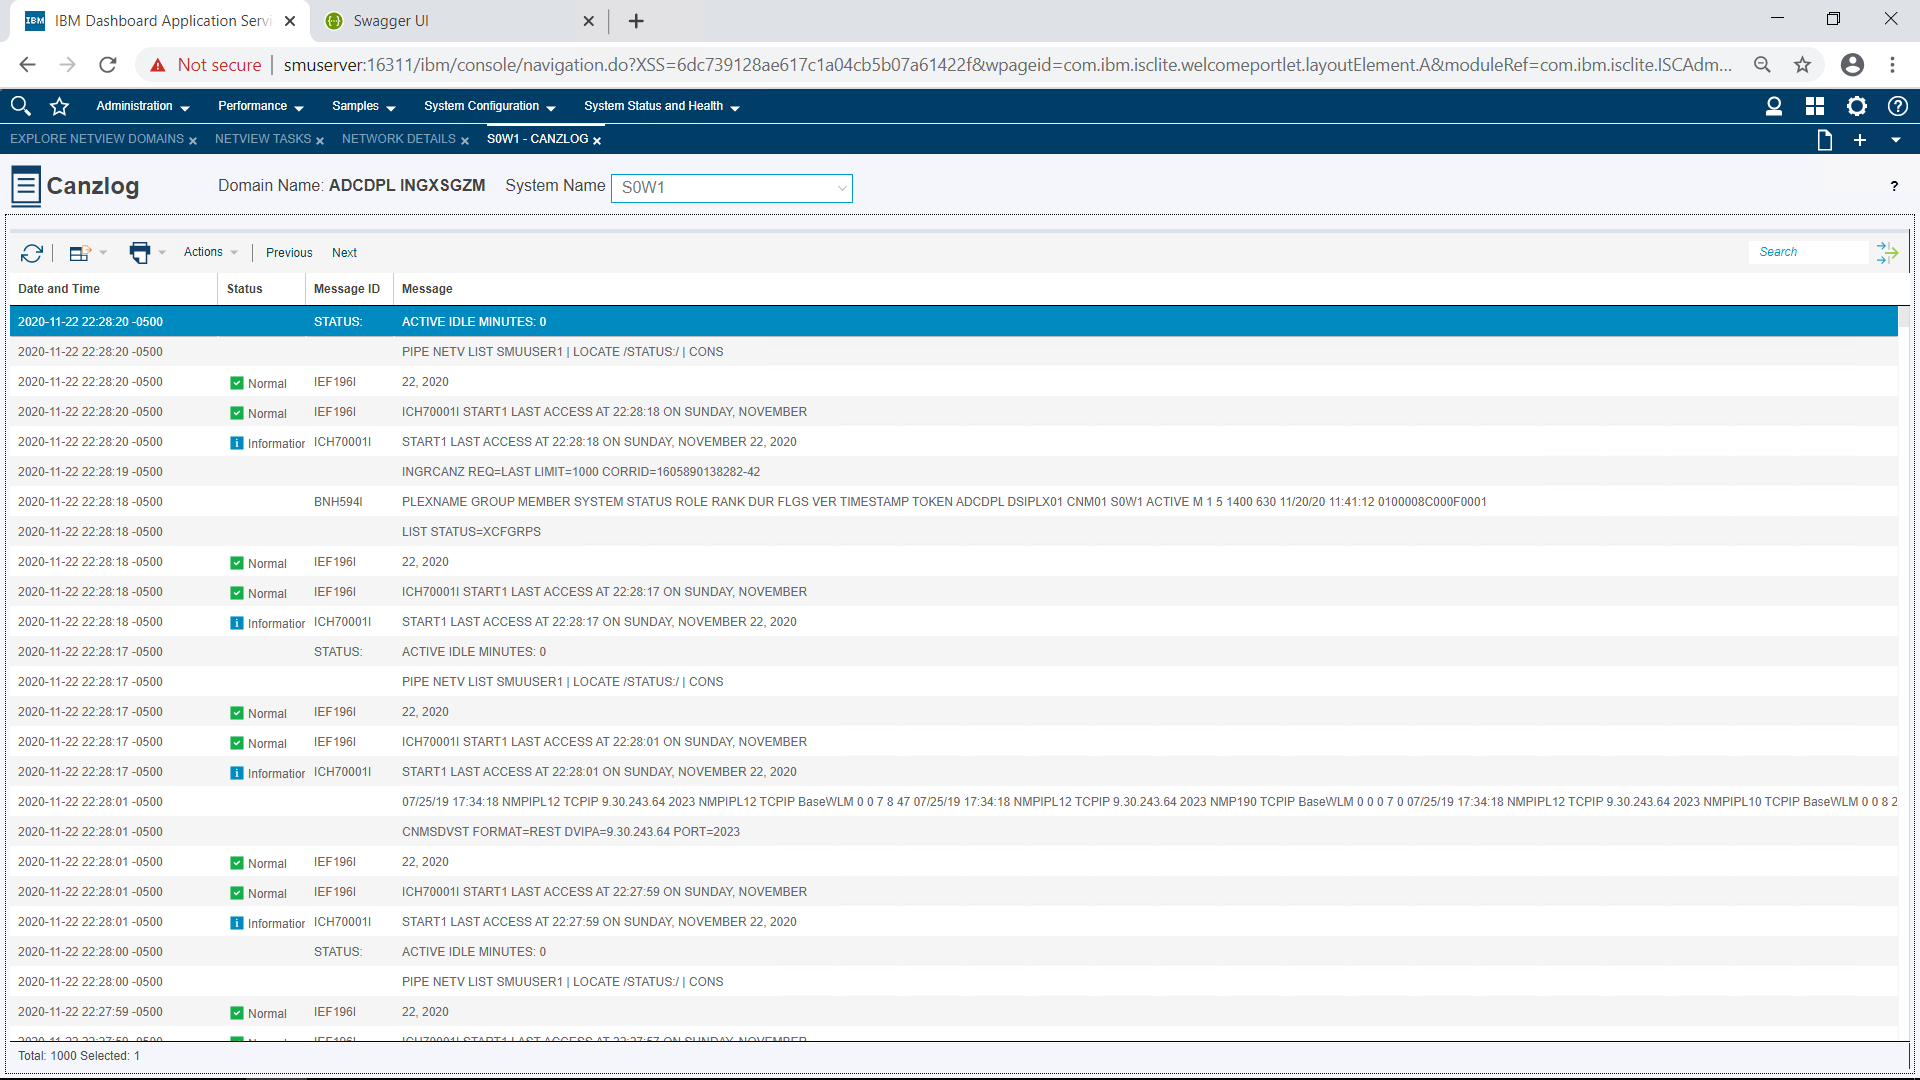 IBM IBM Dashboard Application Servi
Swagger UI
Not secure | smuserver:16311/ibm/console/navigation.do?XSS=6dc739128ae617c1a04cb5b07a61422f&wpageid=com.ibm.isclite.welcomeportlet.layoutElement.A&moduleRef=com.ibm.isclite.ISCAdm...
Administration Performance Samples System Configuration System Status and Health
EXPLORE NETVIEW DOMAINS NETVIEW TASKS NETWORK DETAILS S0W1 - CANZLOG
Canzlog Domain Name: ADCDPL INGXSGZM System Name S0W1 ?
Actions Previous Next Search
Date and Time Status Message ID Message
2020-11-22 22:28:20 -0500 STATUS: ACTIVE IDLE MINUTES: 0
2020-11-22 22:28:20 -0500 PIPE NETV LIST SMUUSER1 | LOCATE /STATUS:/ | CONS
2020-11-22 22:28:20 -0500 Normal IEF196I 22, 2020
2020-11-22 22:28:20 -0500 Normal IEF196I ICH70001I START1 LAST ACCESS AT 22:28:18 ON SUNDAY, NOVEMBER
2020-11-22 22:28:20 -0500 Information ICH70001I START1 LAST ACCESS AT 22:28:18 ON SUNDAY, NOVEMBER 22, 2020
2020-11-22 22:28:19 -0500 INGRCANZ REQ=LAST LIMIT=1000 CORRID=1605890138282-42
2020-11-22 22:28:18 -0500 BNH594I PLEXNAME GROUP MEMBER SYSTEM STATUS ROLE RANK DUR FLGS VER TIMESTAMP TOKEN ADCDPL DSIPLX01 CNM01 S0W1 ACTIVE M 1 5 1400 630 11/20/20 11:41:12 0100008C000F0001
2020-11-22 22:28:18 -0500 LIST STATUS=XCFGRPS
2020-11-22 22:28:18 -0500 Normal IEF196I 22, 2020
2020-11-22 22:28:18 -0500 Normal IEF196I ICH70001I START1 LAST ACCESS AT 22:28:17 ON SUNDAY, NOVEMBER
2020-11-22 22:28:18 -0500 Information ICH70001I START1 LAST ACCESS AT 22:28:17 ON SUNDAY, NOVEMBER 22, 2020
2020-11-22 22:28:17 -0500 STATUS: ACTIVE IDLE MINUTES: 0
2020-11-22 22:28:17 -0500 PIPE NETV LIST SMUUSER1 | LOCATE /STATUS:/ | CONS
2020-11-22 22:28:17 -0500 Normal IEF196I 22, 2020
2020-11-22 22:28:17 -0500 Normal IEF196I ICH70001I START1 LAST ACCESS AT 22:28:01 ON SUNDAY, NOVEMBER
2020-11-22 22:28:17 -0500 Information ICH70001I START1 LAST ACCESS AT 22:28:01 ON SUNDAY, NOVEMBER 22, 2020
2020-11-22 22:28:01 -0500 07/25/19 17:34:18 NMPIPL12 TCPIP 9.30.243.64 2023 NMPIPL12 TCPIP BaseWLM 0 0 7 8 47 07/25/19 17:34:18 NMPIPL12 TCPIP 9.30.243.64 2023 NMP190 TCPIP BaseWLM 0 0 0 7 0 07/25/19 17:34:18 NMPIPL12 TCPIP 9.30.243.64 2023 NMPIPL10 TCPIP BaseWLM 0 0 8 2
2020-11-22 22:28:01 -0500 CNMSDVST FORMAT=REST DVIPA=9.30.243.64 PORT=2023
2020-11-22 22:28:01 -0500 Normal IEF196I 22, 2020
2020-11-22 22:28:01 -0500 Normal IEF196I ICH70001I START1 LAST ACCESS AT 22:27:59 ON SUNDAY, NOVEMBER
2020-11-22 22:28:01 -0500 Information ICH70001I START1 LAST ACCESS AT 22:27:59 ON SUNDAY, NOVEMBER 22, 2020
2020-11-22 22:28:00 -0500 STATUS: ACTIVE IDLE MINUTES: 0
2020-11-22 22:28:00 -0500 PIPE NETV LIST SMUUSER1 | LOCATE /STATUS:/ | CONS
2020-11-22 22:27:59 -0500 Normal IEF196I 22, 2020
2020-11-22 22:27:59 -0500 IEF196I ICH70001I START1 LAST ACCESS AT 22:27:57 ON SUNDAY, NOVEMBER
Total: 1000 Selected: 1